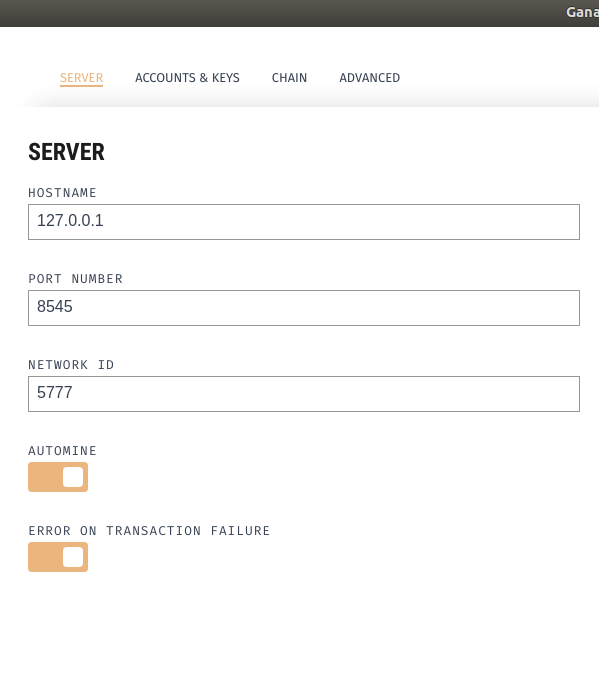 SERVER ACCOUNTS & KEYS CHAIN ADVANCED
SERVER
HOSTNAME
127.0.0.1
PORT NUMBER
8545
NETWORK ID
5777
AUTOMINE
ERROR ON TRANSACTION FAILURE